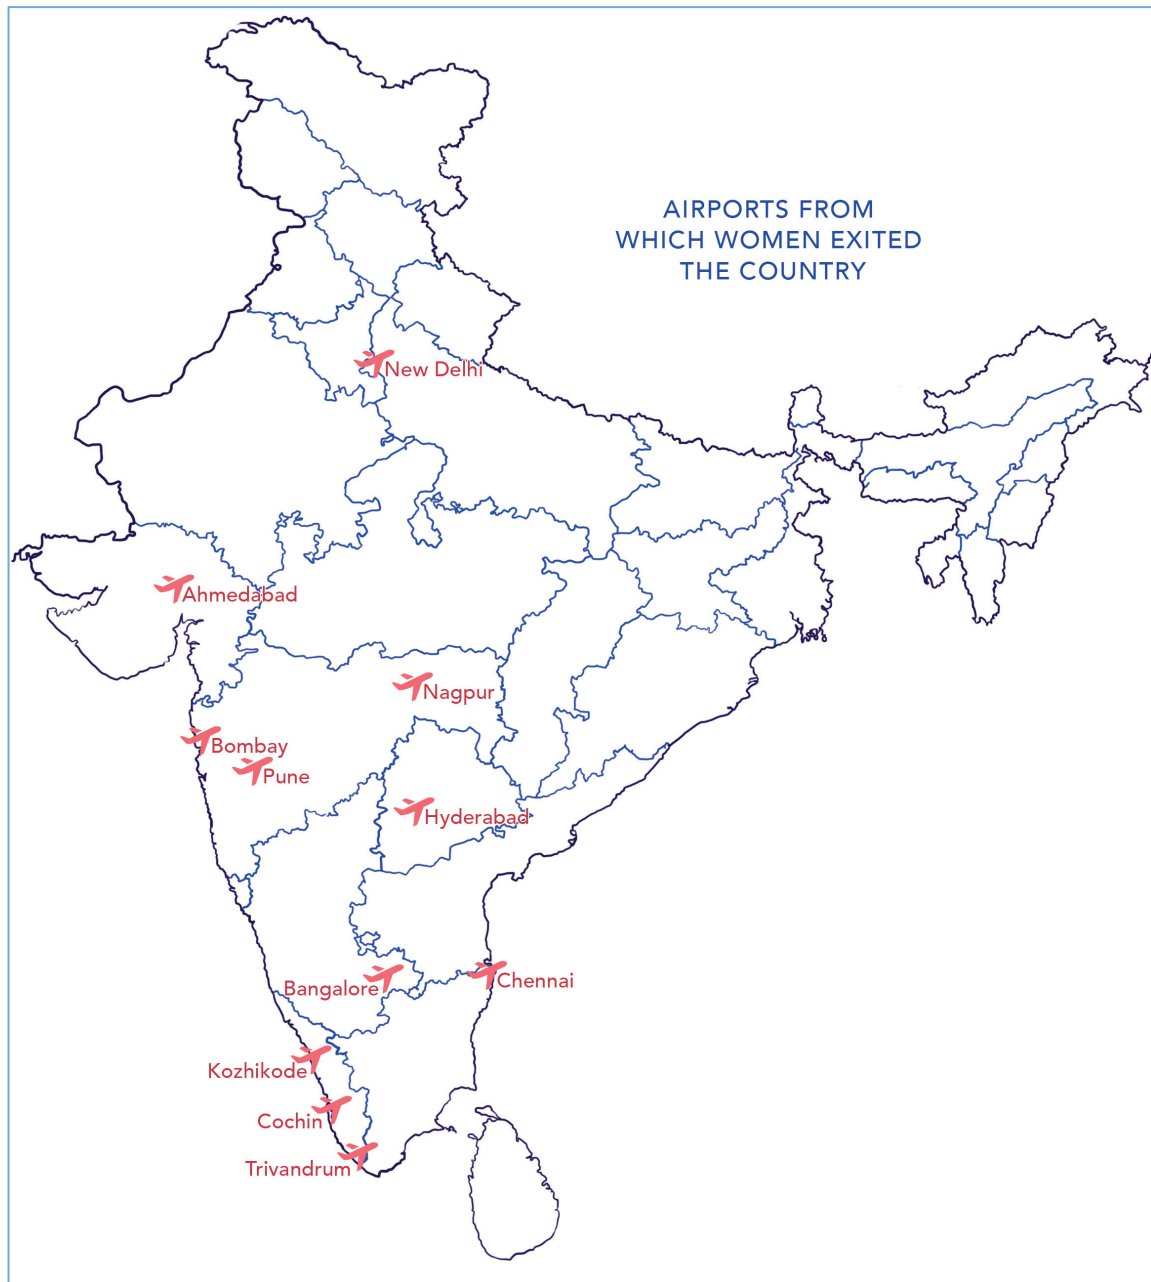 AIRPORTS FROM
WHICH WOMEN EXITED
THE COUNTRY
New Delhi
Ahmedabad
Nagpur
Bombay
Pune
Hyderabad
Bangalore
Chennai
Kozhikode
Cochin
Trivandrum